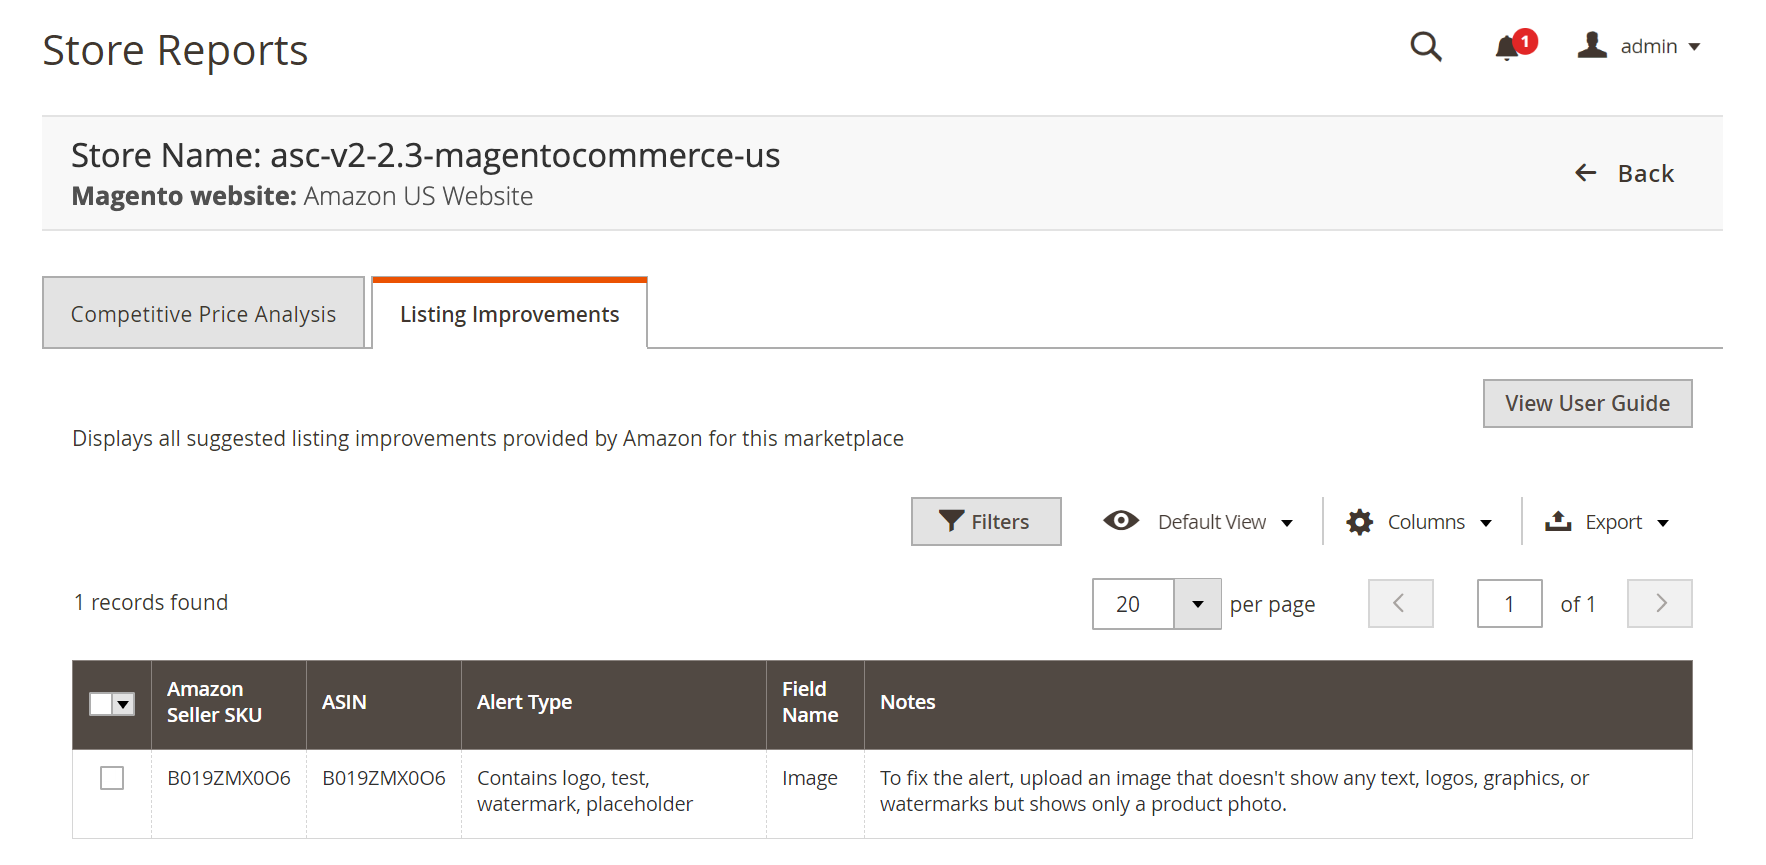 Store Reports
1
admin
Store Name: asc-v2-2.3-magentocommerce-us
Magento website: Amazon US Website
Back
Competitive Price Analysis
Listing Improvements
View User Guide
Displays all suggested listing improvements provided by Amazon for this marketplace
Filters
Default View
Columns
Export
1 records found
20
per page
1
of 1
Amazon
Seller SKU
ASIN
Alert Type
Field
Name
Notes
B019ZMX0O6
B019ZMX0O6
Contains logo, test,
watermark, placeholder
Image
To fix the alert, upload an image that doesn't show any text, logos, graphics, or
watermarks but shows only a product photo.